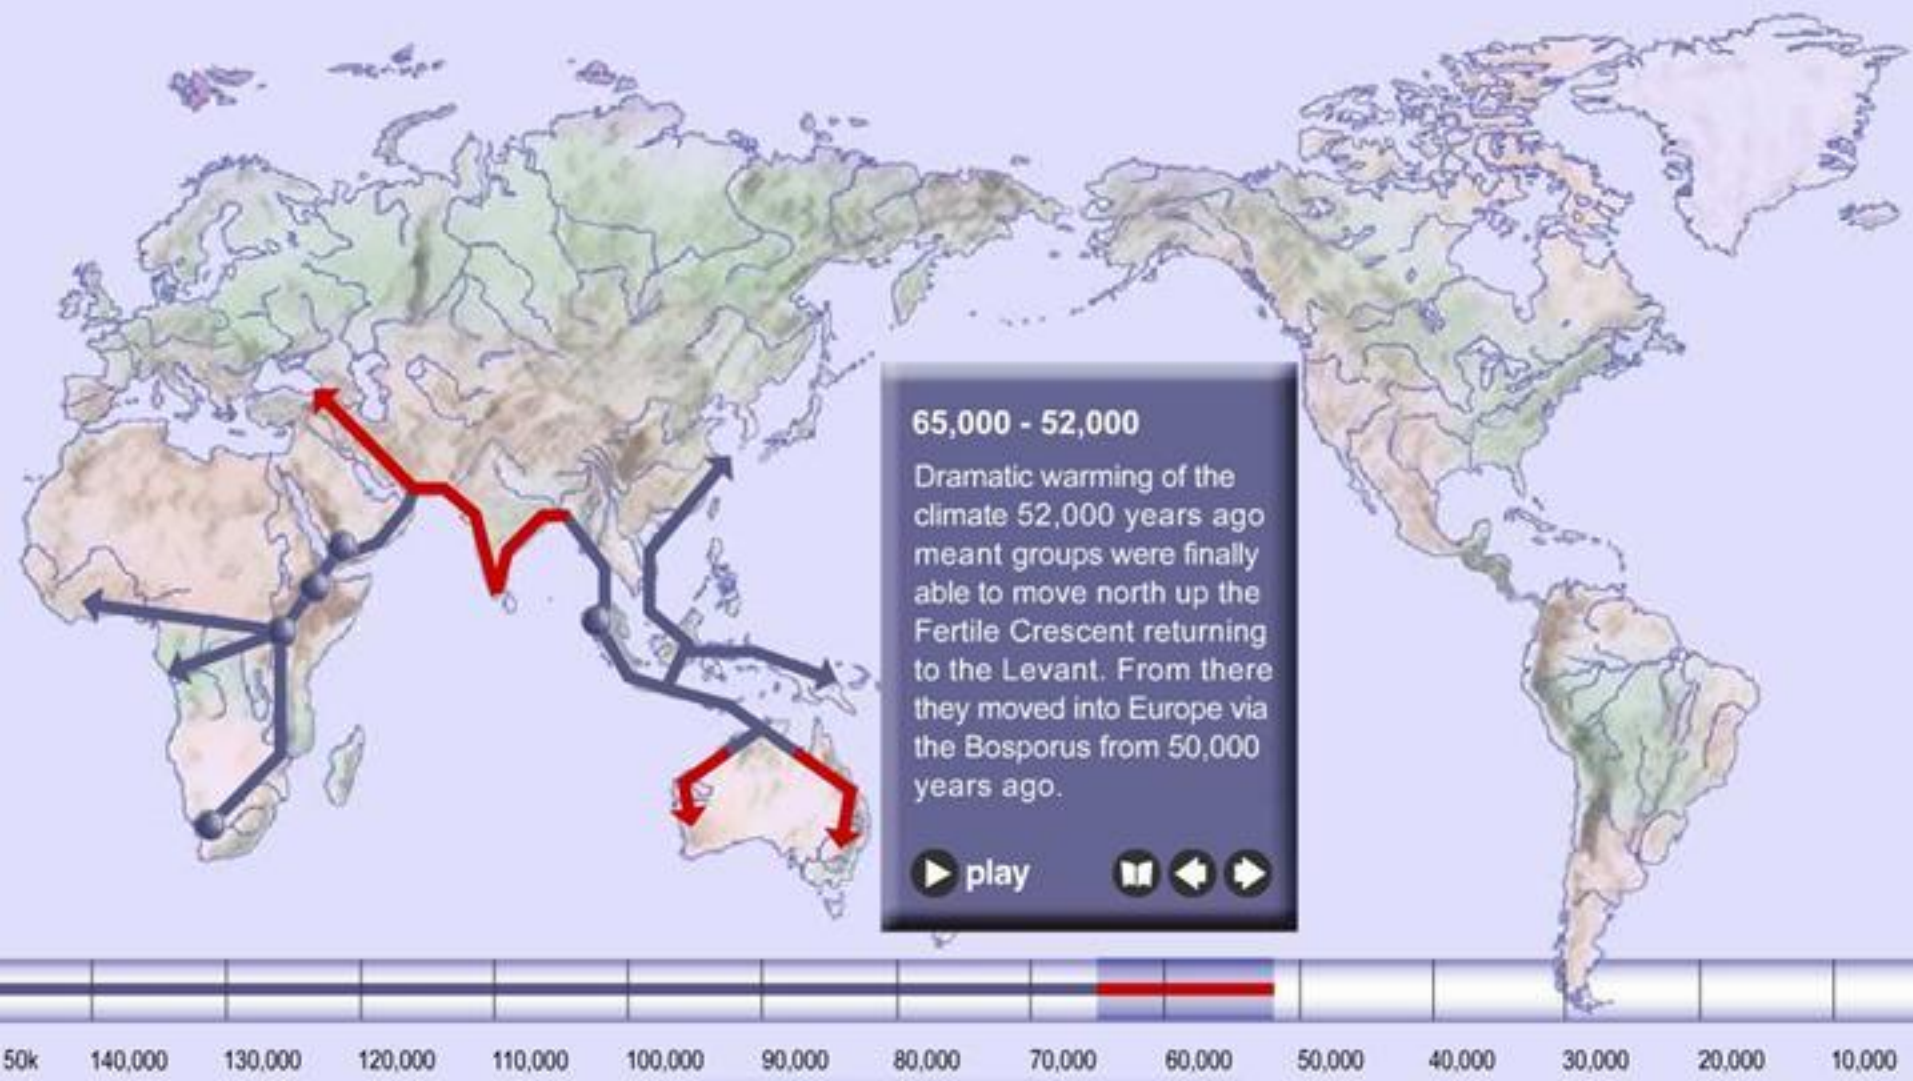 65,000 - 52,000
Dramatic warming of the
climate 52,000 years ago
meant groups were finally
able to move north up the
Fertile Crescent returning
to the Levant. From there
they moved into Europe via
the Bosporus from 50,000
years ago.
play
50k 140,000 130,000 120,000 110,000 100,000 90,000 80,000 70,000 60,000 50,000 40,000 30,000 20,000 10,000